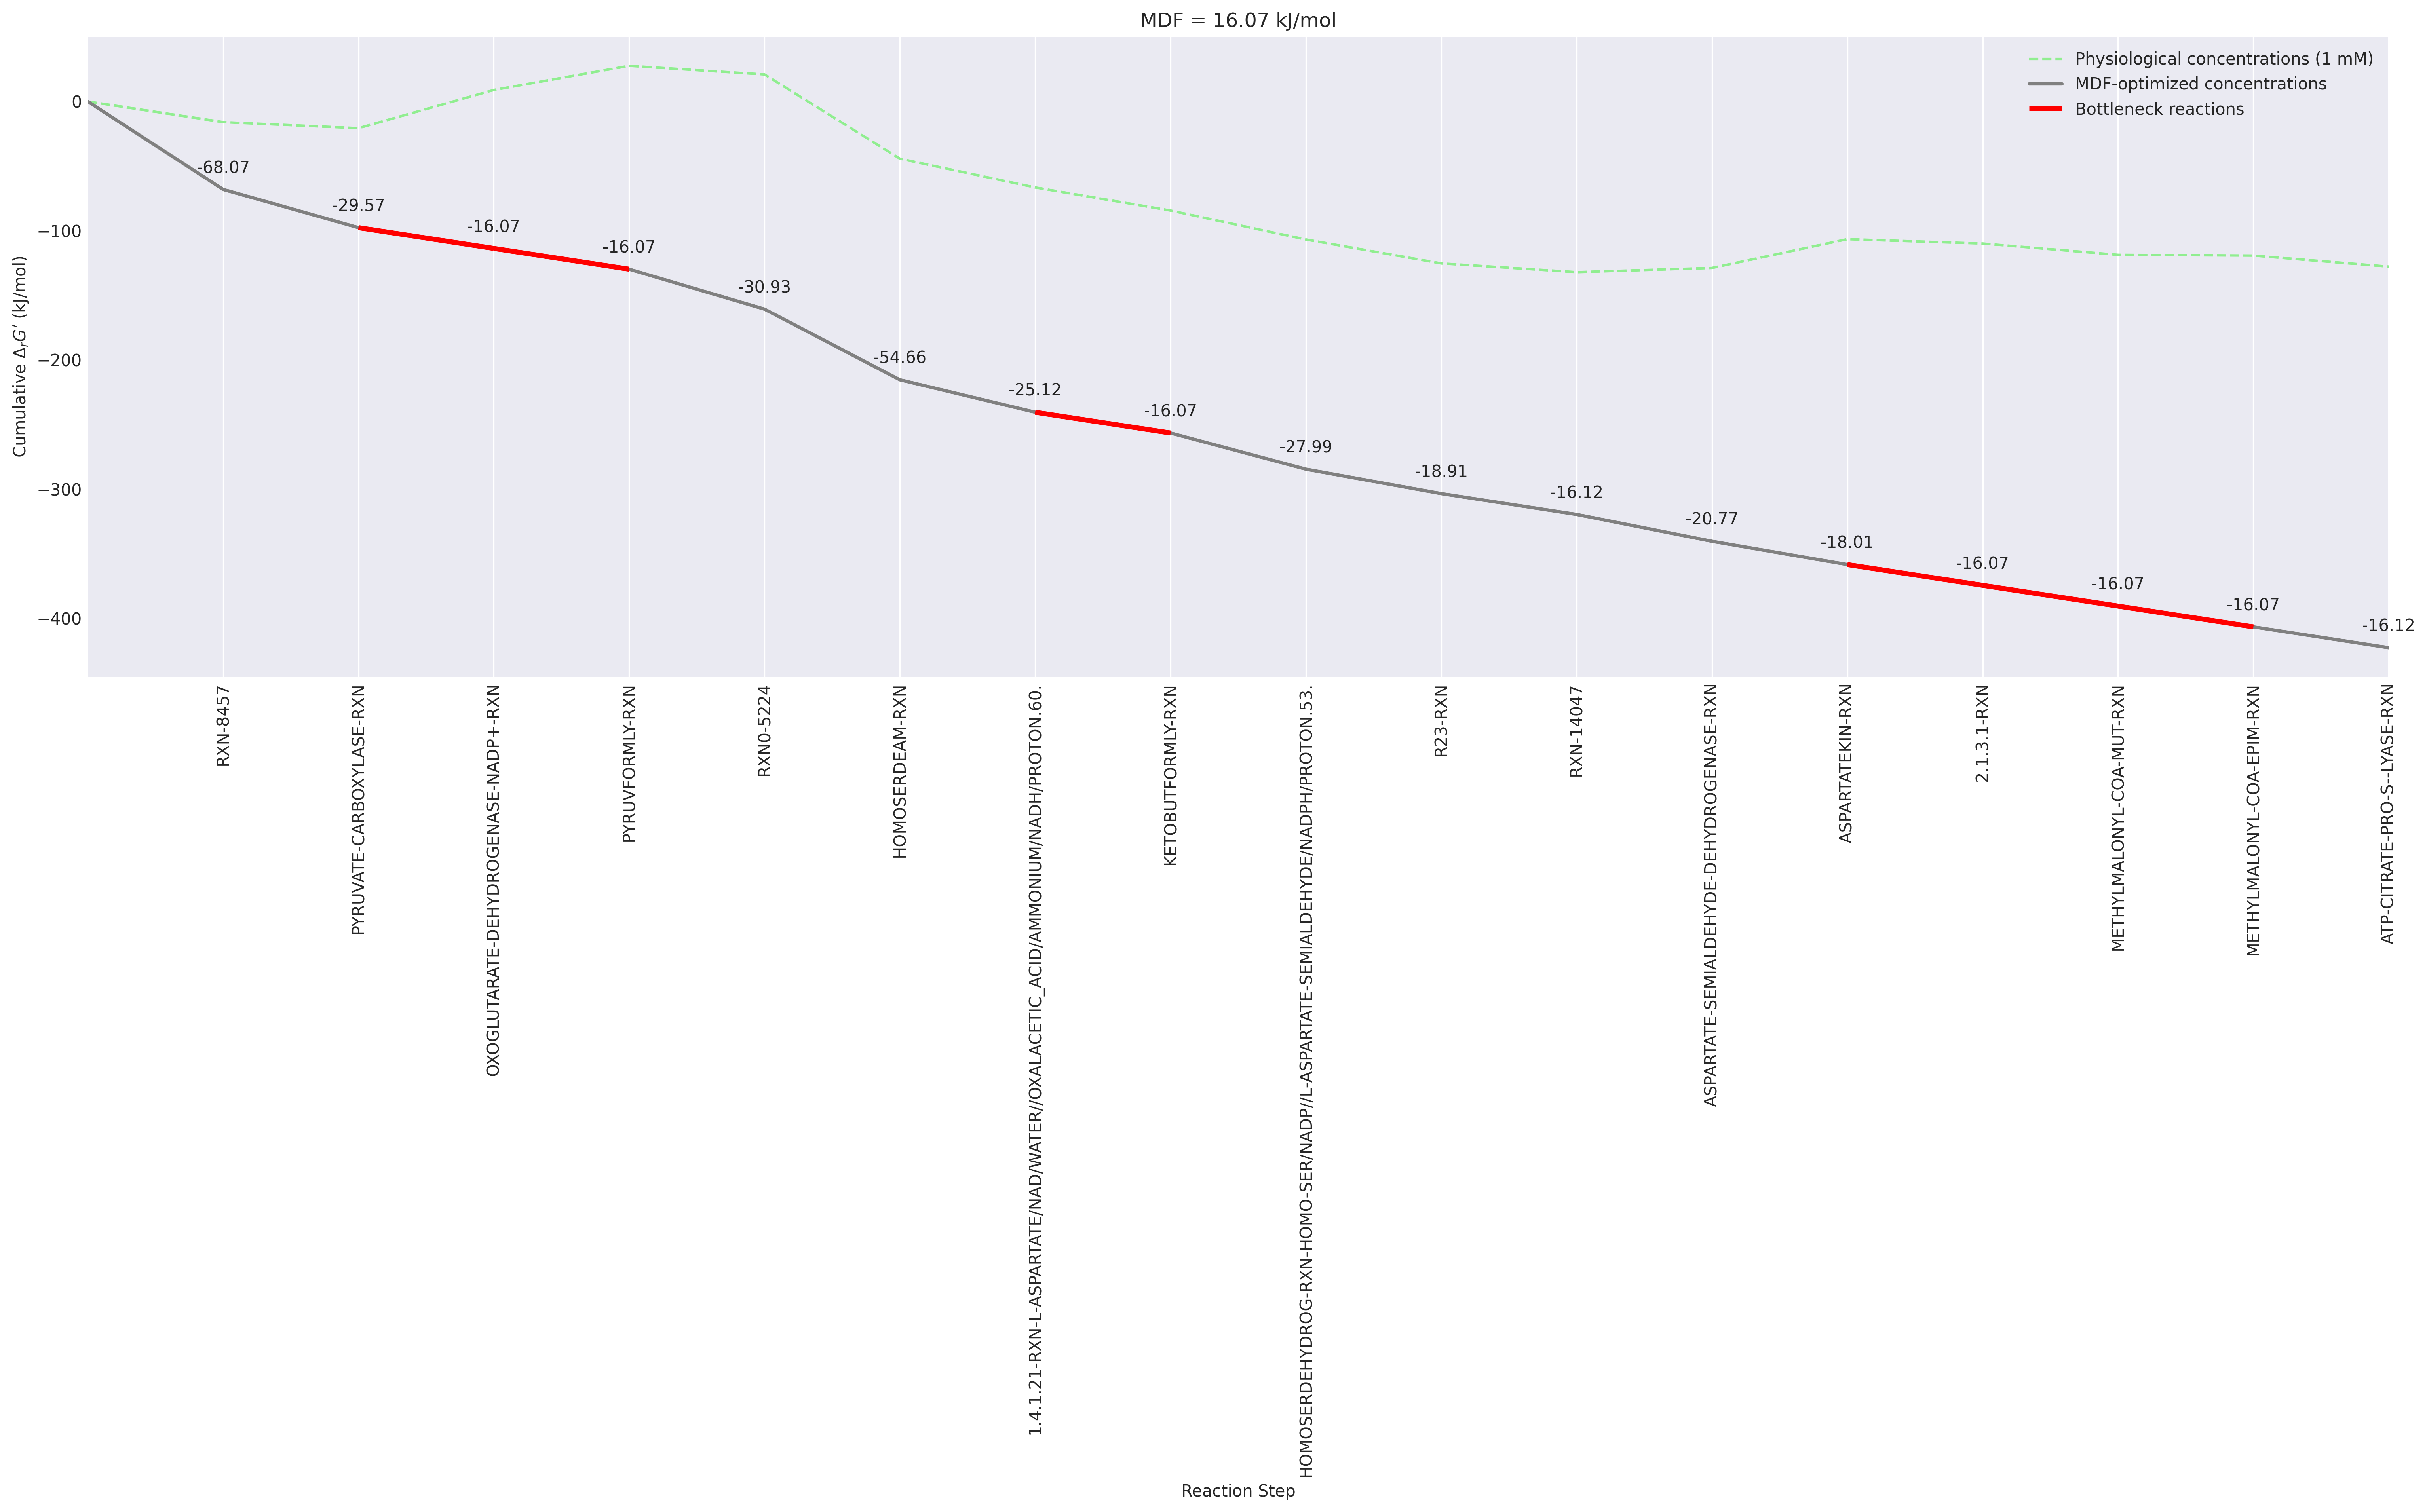 MDF = 16.07 kJ/mol
Physiological concentrations (1 mM)
MDF-optimized concentrations
Bottleneck reactions
Cumulative ΔrG′ (kJ/mol)
0
−100
−200
−300
−400
-68.07
-29.57
-16.07
-16.07
-30.93
-54.66
-25.12
-16.07
-27.99
-18.91
-16.12
-20.77
-18.01
-16.07
-16.07
-16.07
-16.12
RXN-8457
PYRUVATE-CARBOXYLASE-RXN
OXOGLUTARATE-DEHYDROGENASE-NADP+-RXN
PYRUVFORMLY-RXN
RXN0-5224
HOMOSERDEAM-RXN
1.4.1.21-RXN-L-ASPARTATE/NAD/WATER//OXALACETIC_ACID/AMMONIUM/NADH/PROTON.60.
KETOBUTFORMLY-RXN
HOMOSERDEHYDROG-RXN-HOMO-SER/NADP//L-ASPARTATE-SEMIALDEHYDE/NADPH/PROTON.53.
R23-RXN
RXN-14047
ASPARTATE-SEMIALDEHYDE-DEHYDROGENASE-RXN
ASPARTATEKIN-RXN
2.1.3.1-RXN
METHYLMALONYL-COA-MUT-RXN
METHYLMALONYL-COA-EPIM-RXN
ATP-CITRATE-PRO-S--LYASE-RXN
Reaction Step